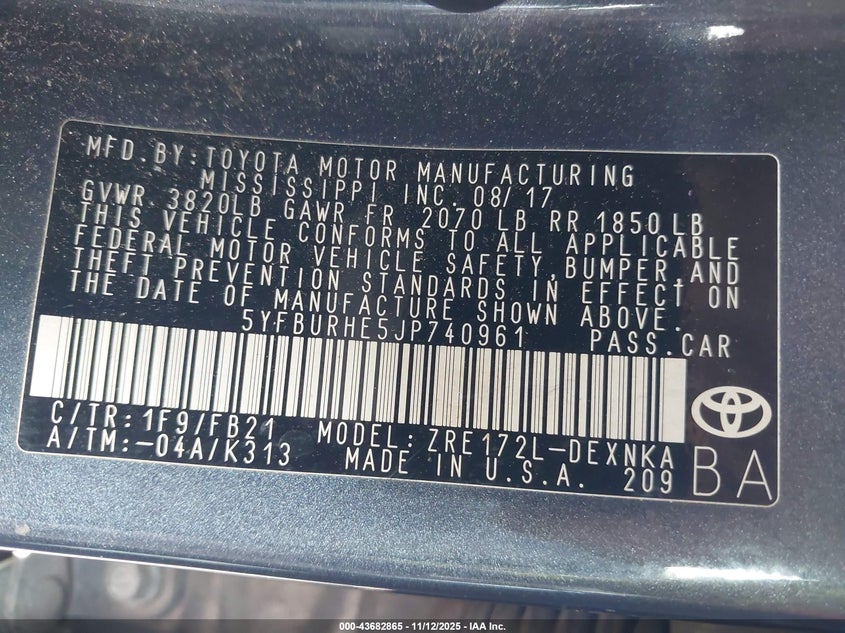 MFD.BY:TOYOTA MOTOR MANUFACTURING
MISSISSIPPI INC. 08/17
GVWR 3820LB GAWR FR 2070 LB RR 1850 LB
THIS VEHICLE CONFORMS TO ALL APPLICABLE
FEDERAL MOTOR VEHICLE SAFETY,BUMPER,AND
THEFT PREVENTION STANDARDS IN EFFECT ON
THE DATE OF MANUFACTURE SHOWN ABOVE.
5YFBURHE5JP740961 PASS.CAR
C/TR:1F9/FB21 MODEL:ZRE172L-DEXNKA
A/TM:-04A/K313 MADE IN U.S.A. 209
BA
000-43682865 - 11/12/2025 - IAA Inc.